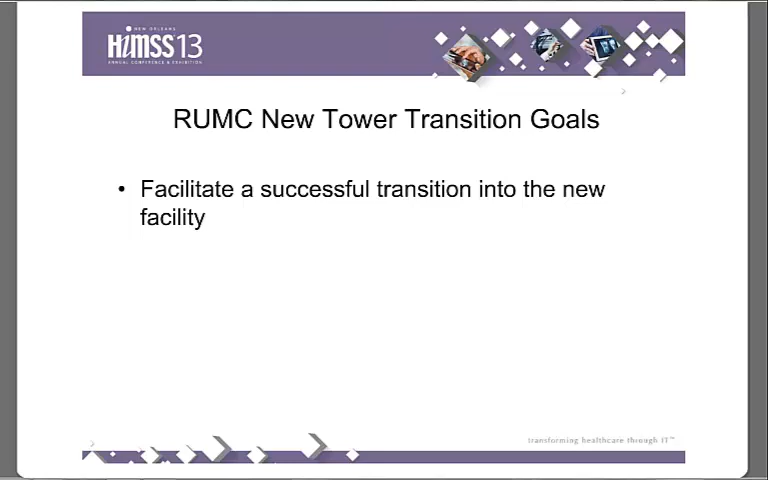 NEW ORLEANS
HIMSS13
ANNUAL CONFERENCE & EXHIBITION
RUMC New Tower Transition Goals
• Facilitate a successful transition into the new
facility
transforming healthcare through IT™